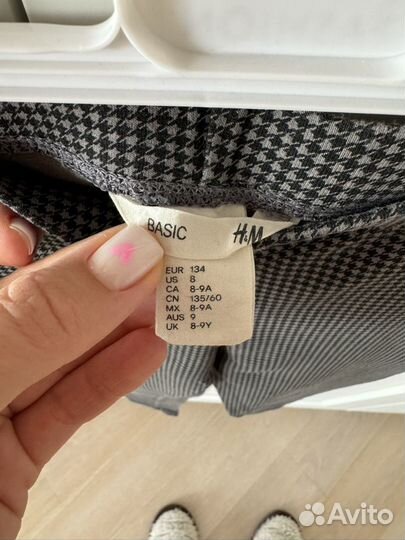 BASIC
H&M
EUR 134
US 8
CA 8-9A
CN 135/60
MX 8-9A
AUS 9
UK 8-9Y
Avito